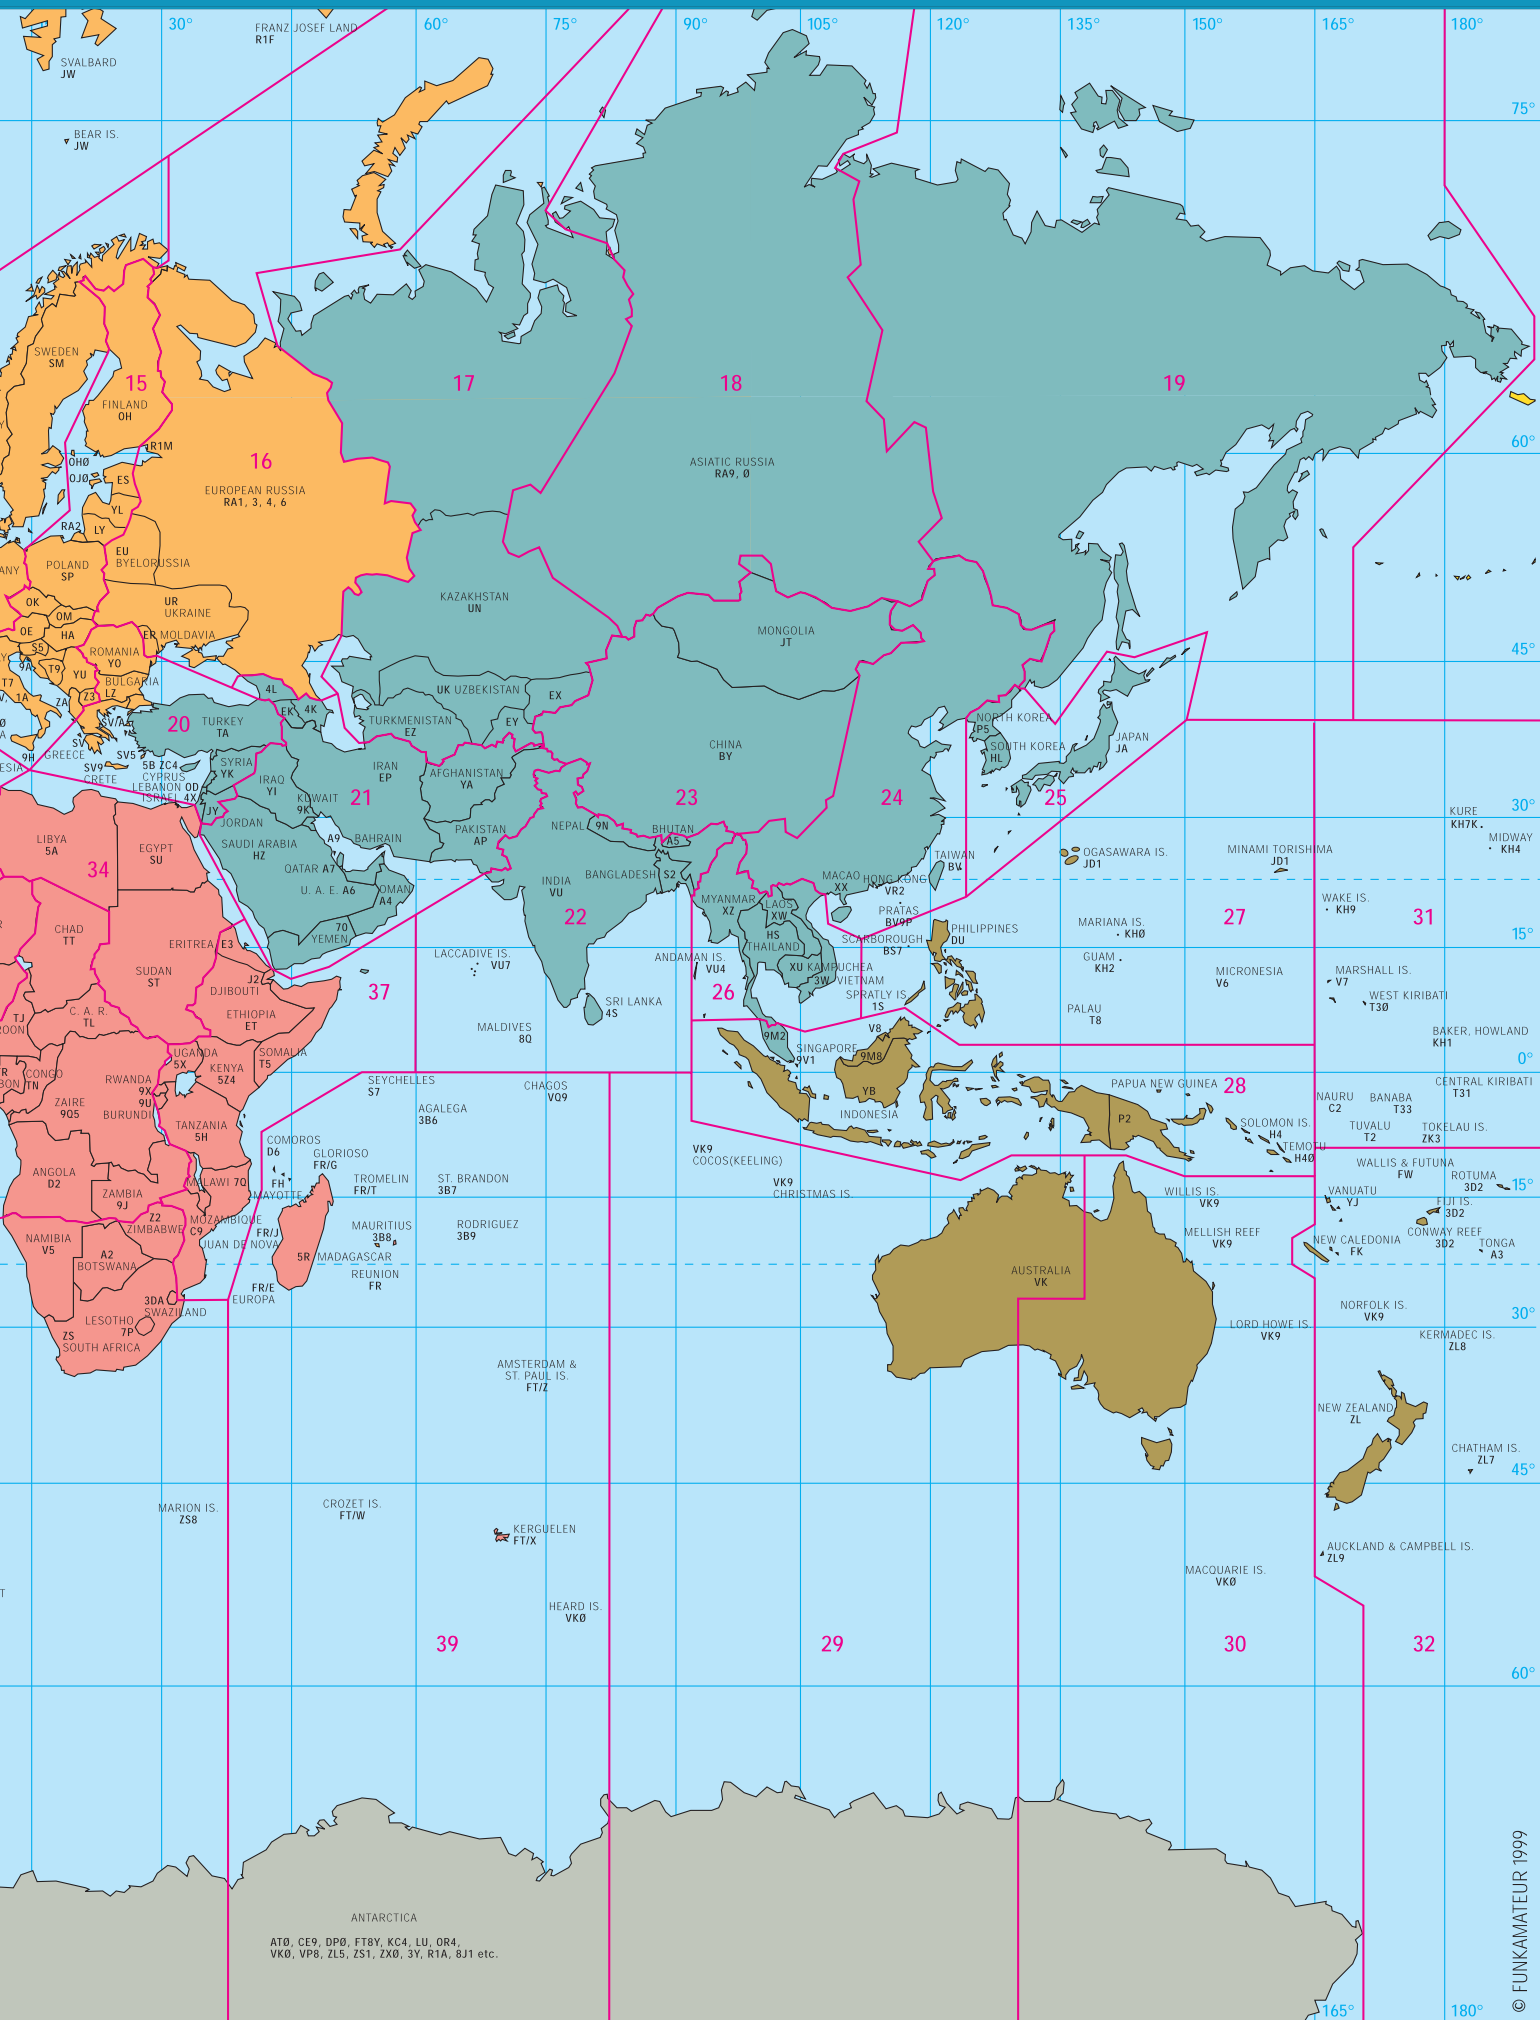 30°
60°
75°
90°
105°
120°
135°
150°
165°
180°
FRANZ JOSEF LAND
R1F
SVALBARD
JW
75°
BEAR IS.
JW
SWEDEN
SM
15
17
18
19
FINLAND
OH
60°
R1M
OHØ
16
OJØ
ES
EUROPEAN RUSSIA
RA1, 3, 4, 6
ASIATIC RUSSIA
RA9, Ø
YL
RA2
LY
EU
BYELORUSSIA
ANY
POLAND
SP
KAZAKHSTAN
UN
OK
UR
UKRAINE
OM
OE
HA
ER MOLDAVIA
MONGOLIA
JT
45°
S5
ROMANIA
YO
9A
T9
YU
BULGARIA
LZ
T7
1A
Z3
ZA
4L
UK UZBEKISTAN
EX
EK
4K
SV/A
20
TURKEY
TA
TURKMENISTAN
EZ
EY
NORTH KOREA
P5
JAPAN
JA
SOUTH KOREA
HL
SV
GREECE
9H
SV5
5B ZC4
CYPRUS
SV9
CRETE
SYRIA
YK
IRAN
EP
CHINA
BY
AFGHANISTAN
YA
IRAQ
YI
LEBANON OD
ISRAEL 4X
KUWAIT
9K
21
23
24
25
30°
JY
JORDAN
KURE
KH7K
NEPAL
9N
BHUTAN
A5
PAKISTAN
AP
LIBYA
5A
A9
BAHRAIN
EGYPT
SU
SAUDI ARABIA
HZ
MIDWAY
KH4
34
QATAR A7
TAIWAN
BV
OGASAWARA IS.
JD1
MINAMI TORISHIMA
JD1
INDIA
VU
BANGLADESH
S2
MACAO
XX
HONG KONG
VR2
U. A. E. A6
OMAN
A4
MYANMAR
XZ
LAOS
XW
WAKE IS.
KH9
22
27
31
PRATAS
BV9P
MARIANA IS.
KHØ
CHAD
TT
7O
YEMEN
HS
THAILAND
PHILIPPINES
DU
15°
ERITREA
E3
SCARBOROUGH
BS7
LACCADIVE IS.
VU7
ANDAMAN IS.
VU4
GUAM
KH2
SUDAN
ST
XU KAMPUCHEA
MICRONESIA
V6
MARSHALL IS.
V7
J2
DJIBOUTI
37
26
3W VIETNAM
SPRATLY IS.
1S
WEST KIRIBATI
T3Ø
SRI LANKA
4S
PALAU
T8
C. A. R.
TL
TJ
ROON
ETHIOPIA
ET
MALDIVES
8Q
V8
9M2
BAKER, HOWLAND
KH1
UGANDA
5X
SOMALIA
T5
SINGAPORE
9V1
9M8
0°
KENYA
5Z4
CONGO
TN
RWANDA
9X
9U
BURUNDI
SEYCHELLES
S7
CHAGOS
VQ9
YB
PAPUA NEW GUINEA
28
CENTRAL KIRIBATI
T31
NAURU
C2
BANABA
T33
ZAIRE
9Q5
AGALEGA
3B6
INDONESIA
P2
SOLOMON IS.
H4
TUVALU
T2
TOKELAU IS.
ZK3
TANZANIA
5H
COMOROS
D6
TEMOTU
H4Ø
GLORIOSO
FR/G
VK9
COCOS(KEELING)
WALLIS & FUTUNA
FW
ANGOLA
D2
ROTUMA
3D2
15°
MALAWI 7Q
FH
MAYOTTE
TROMELIN
FR/T
ST. BRANDON
3B7
VK9
CHRISTMAS IS.
WILLIS IS.
VK9
VANUATU
YJ
ZAMBIA
9J
FIJI IS.
3D2
Z2
ZIMBABWE
MOZAMBIQUE
C9
MAURITIUS
3B8
RODRIGUEZ
3B9
MELLISH REEF
VK9
CONWAY REEF
3D2
NAMIBIA
V5
FR/J
JUAN DE NOVA
NEW CALEDONIA
FK
TONGA
A3
A2
BOTSWANA
5R MADAGASCAR
AUSTRALIA
VK
REUNION
FR
FR/E
EUROPA
3DA
SWAZILAND
NORFOLK IS.
VK9
30°
LESOTHO
7P
LORD HOWE IS.
VK9
KERMADEC IS.
ZL8
ZS
SOUTH AFRICA
AMSTERDAM &
ST. PAUL IS.
FT/Z
NEW ZEALAND
ZL
CHATHAM IS.
ZL7
45°
MARION IS.
ZS8
CROZET IS.
FT/W
KERGUELEN
FT/X
AUCKLAND & CAMPBELL IS.
ZL9
MACQUARIE IS.
VKØ
HEARD IS.
VKØ
39
29
30
32
60°
ANTARCTICA
ATØ, CE9, DPØ, FT8Y, KC4, LU, OR4,
VKØ, VP8, ZL5, ZS1, ZXØ, 3Y, R1A, 8J1 etc.
165°
180°
© FUNKAMATEUR 1999